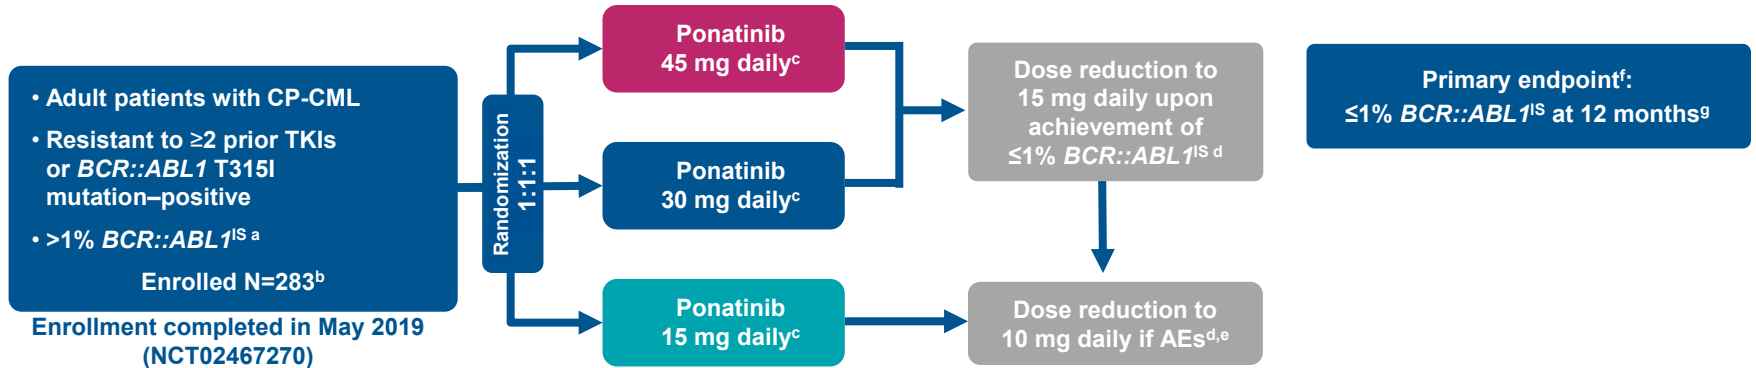 • Adult patients with CP-CML
• Resistant to ≥2 prior TKIs
or BCR::ABL1 T315I
mutation–positive
• >1% BCR::ABL1IS a
Enrolled N=283b
Enrollment completed in May 2019
(NCT02467270)
Randomization
1:1:1
Ponatinib
45 mg dailyc
Ponatinib
30 mg dailyc
Ponatinib
15 mg dailyc
Dose reduction to
15 mg daily upon
achievement of
≤1% BCR::ABL1IS d
Dose reduction to
10 mg daily if AEsd,e
Primary endpointf:
≤1% BCR::ABL1IS at 12 monthsg